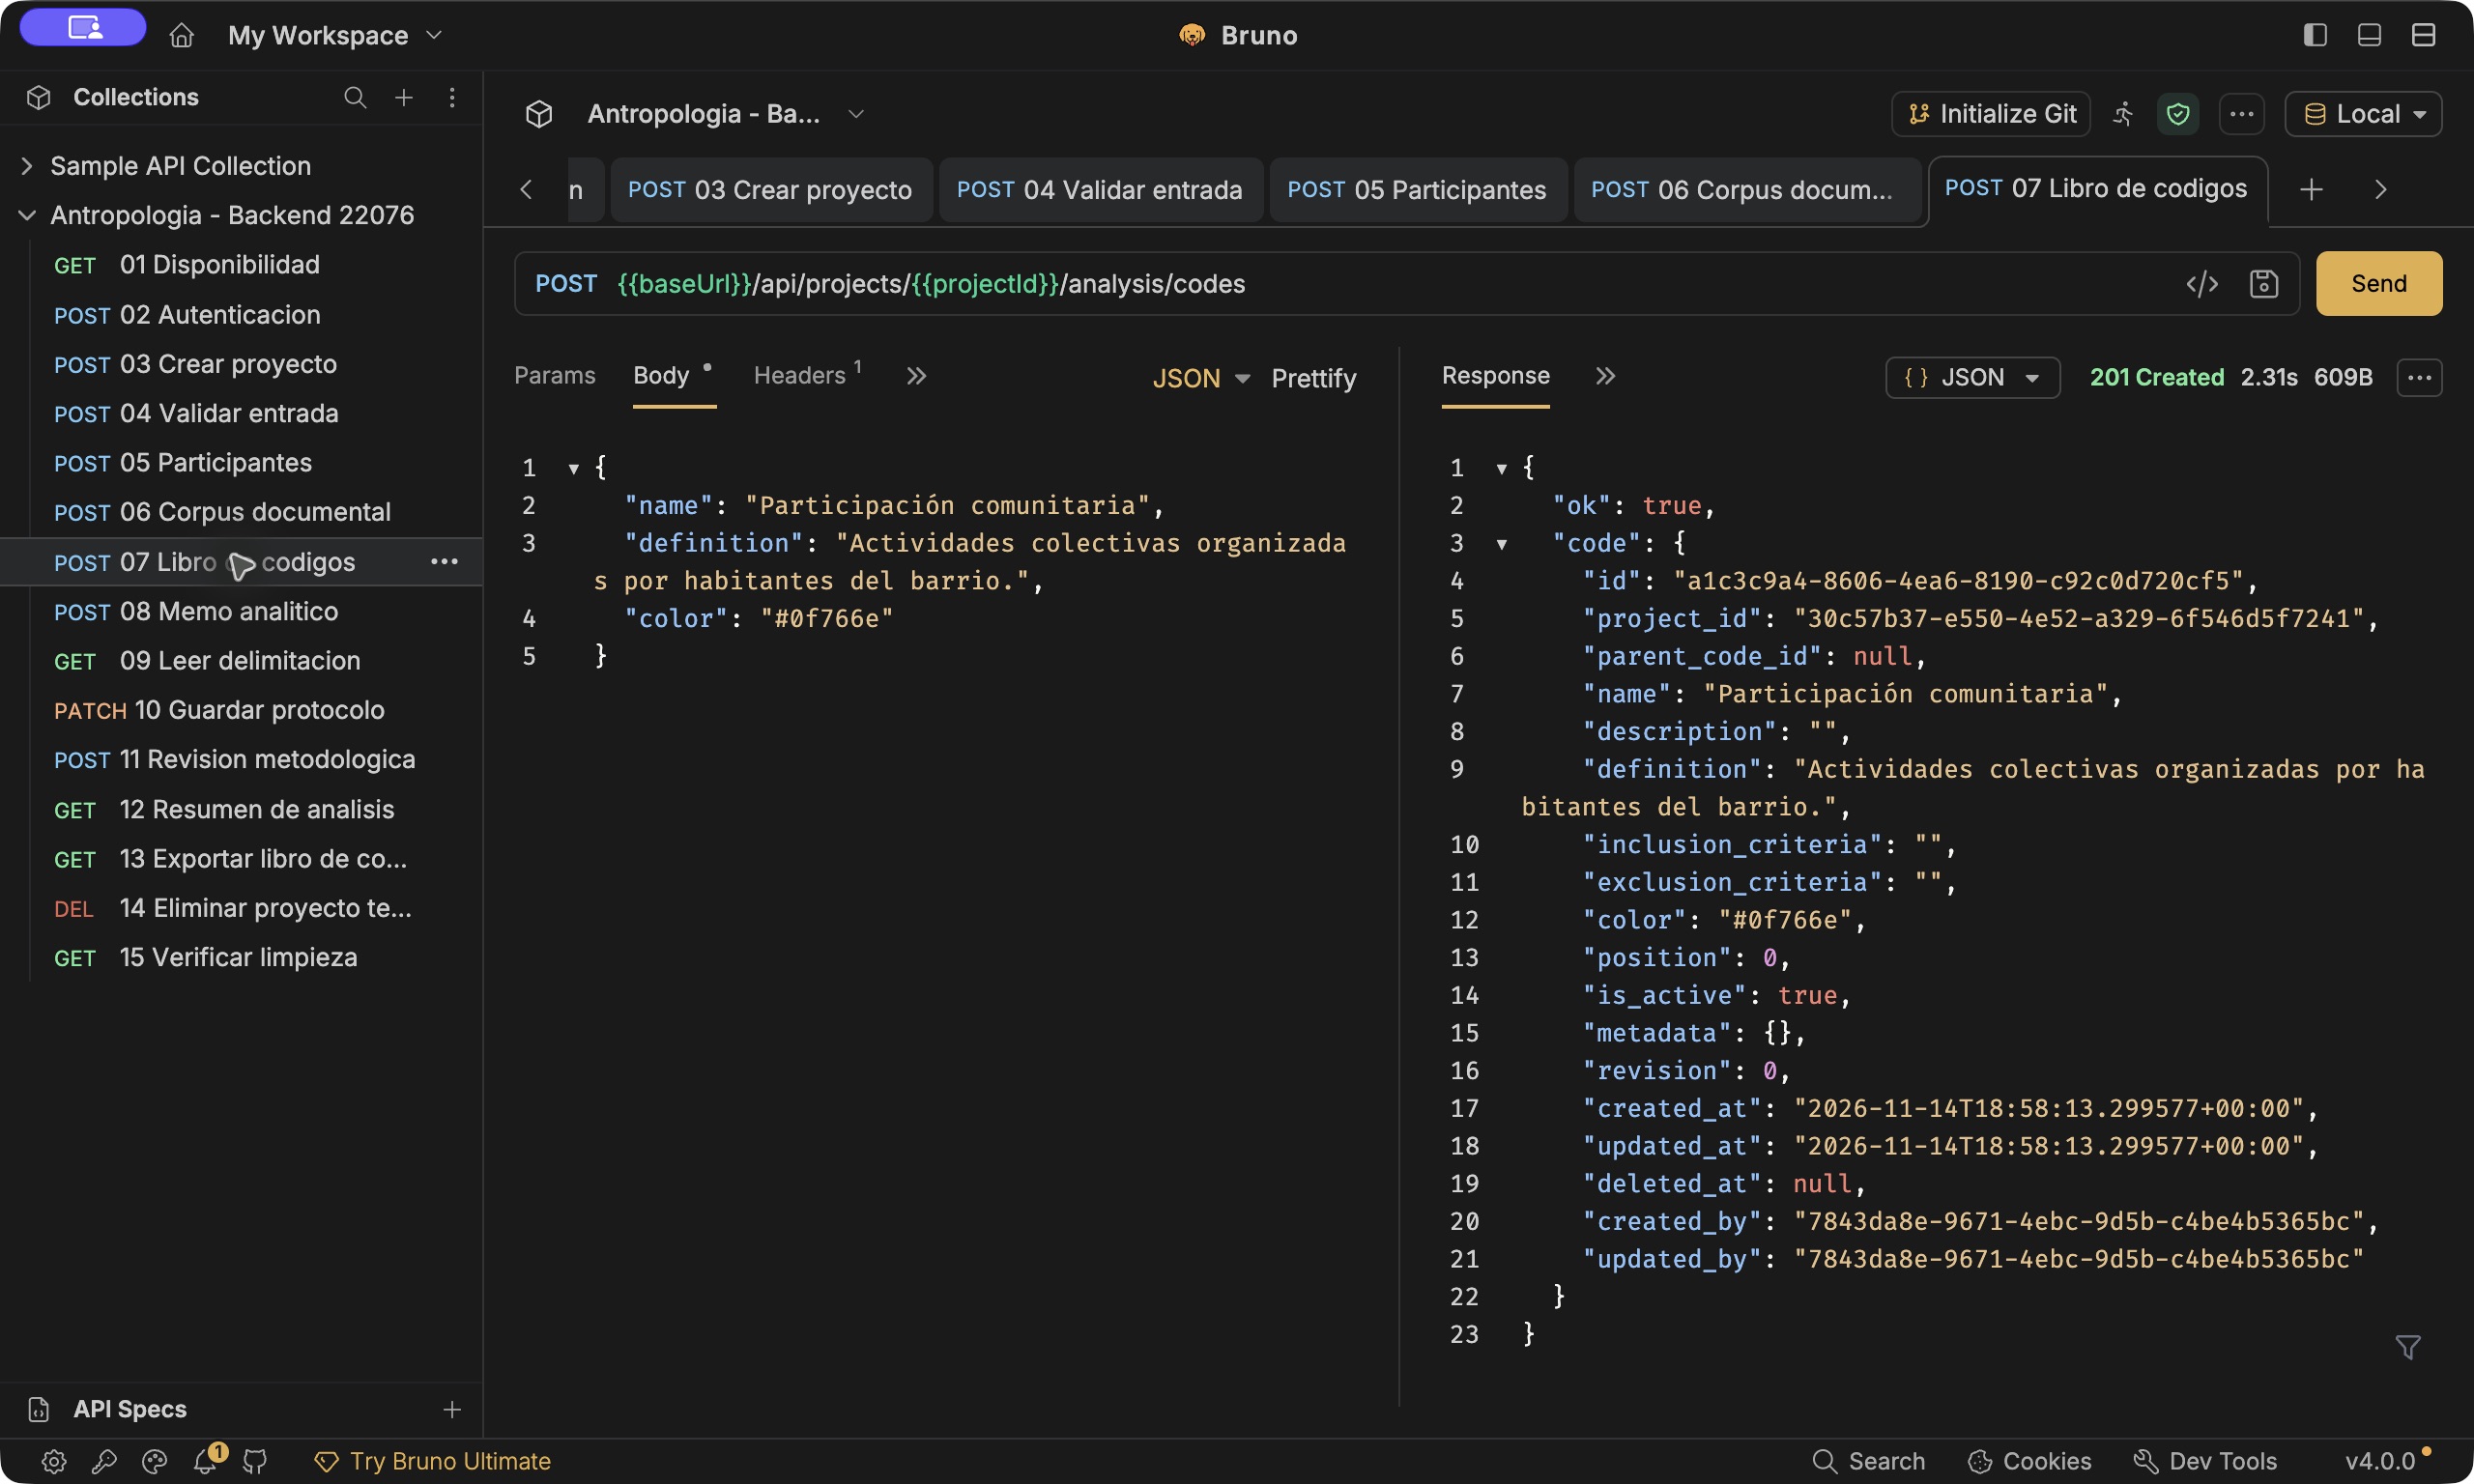 My Workspace
Bruno
Collections
Sample API Collection
Antropologia - Backend 22076
GET 01 Disponibilidad
POST 02 Autenticacion
POST 03 Crear proyecto
POST 04 Validar entrada
POST 05 Participantes
POST 06 Corpus documental
POST 07 Libro codigos
POST 08 Memo analitico
GET 09 Leer delimitacion
PATCH 10 Guardar protocolo
POST 11 Revision metodologica
GET 12 Resumen de analisis
GET 13 Exportar libro de co...
DEL 14 Eliminar proyecto te...
GET 15 Verificar limpieza
API Specs
Antropologia - Ba...
Initialize Git
Local
n
POST 03 Crear proyecto
POST 04 Validar entrada
POST 05 Participantes
POST 06 Corpus docum...
POST 07 Libro de codigos
POST {{baseUrl}}/api/projects/{{projectId}}/analysis/codes
Send
Params
Body
Headers 1
JSON
Prettify
1 {
2 "name": "Participación comunitaria",
3 "definition": "Actividades colectivas organizada
s por habitantes del barrio.",
4 "color": "#0f766e"
5 }
Response
{ } JSON
201 Created 2.31s 609B
1 {
2 "ok": true,
3 "code": {
4 "id": "a1c3c9a4-8606-4ea6-8190-c92c0d720cf5",
5 "project_id": "30c57b37-e550-4e52-a329-6f546d5f7241",
6 "parent_code_id": null,
7 "name": "Participación comunitaria",
8 "description": "",
9 "definition": "Actividades colectivas organizadas por ha
bitantes del barrio.",
10 "inclusion_criteria": "",
11 "exclusion_criteria": "",
12 "color": "#0f766e",
13 "position": 0,
14 "is_active": true,
15 "metadata": {},
16 "revision": 0,
17 "created_at": "2026-11-14T18:58:13.299577+00:00",
18 "updated_at": "2026-11-14T18:58:13.299577+00:00",
19 "deleted_at": null,
20 "created_by": "7843da8e-9671-4ebc-9d5b-c4be4b5365bc",
21 "updated_by": "7843da8e-9671-4ebc-9d5b-c4be4b5365bc"
22 }
23 }
1
Try Bruno Ultimate
Search
Cookies
Dev Tools
v4.0.0